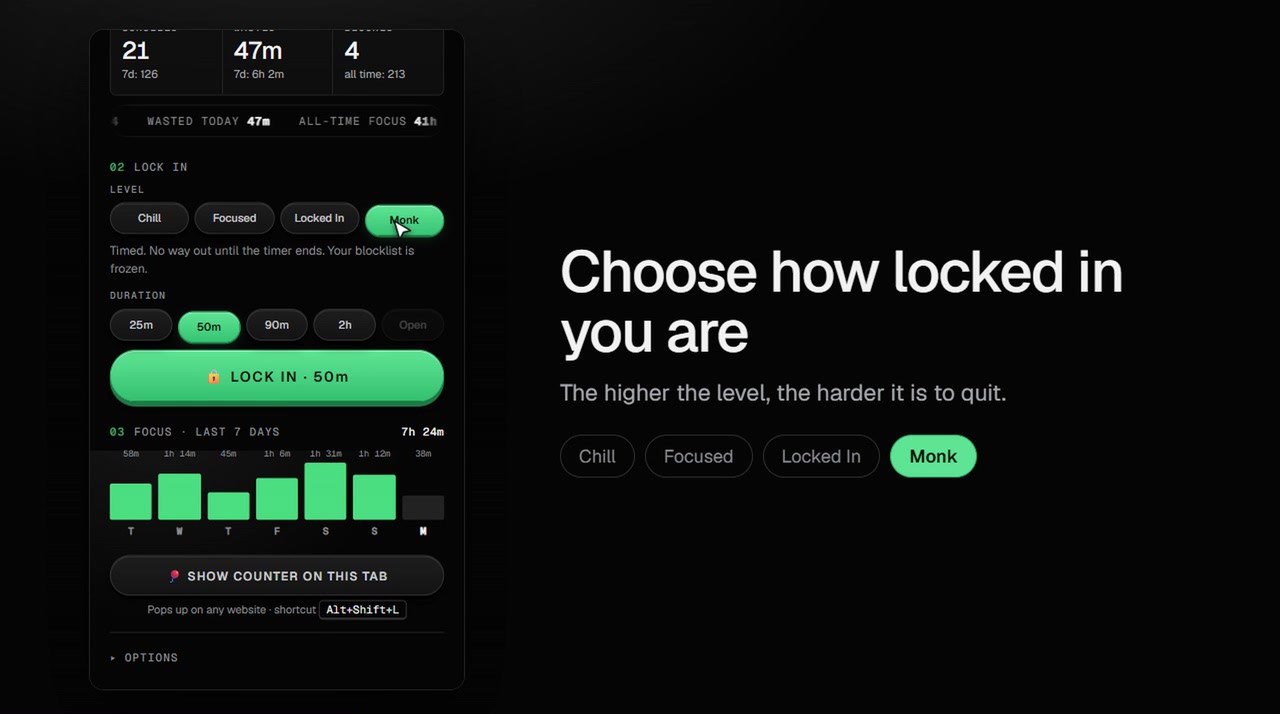 21
47m
4
7d: 126
7d: 6h 2m
all time: 213
WASTED TODAY 47m ALL-TIME FOCUS 41h
02 LOCK IN
LEVEL
Chill
Focused
Locked In
Monk
Timed. No way out until the timer ends. Your blocklist is
frozen.
DURATION
25m
50m
90m
2h
Open
🔒 LOCK IN · 50m
03 FOCUS · LAST 7 DAYS
7h 24m
58m
1h 14m
45m
1h 6m
1h 31m
1h 12m
38m
T
W
T
F
S
S
M
SHOW COUNTER ON THIS TAB
Pops up on any website · shortcut Alt+Shift+L
▸ OPTIONS
Choose how locked in
you are
The higher the level, the harder it is to quit.
Chill
Focused
Locked In
Monk